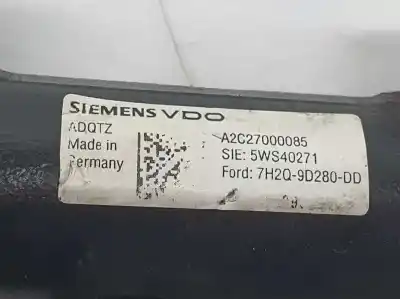 SIEMENS VDO
ADQTZ
Made in
Germany
A2C27000085
SIE: 5WS40271
Ford: 7H2Q-9D280-DD